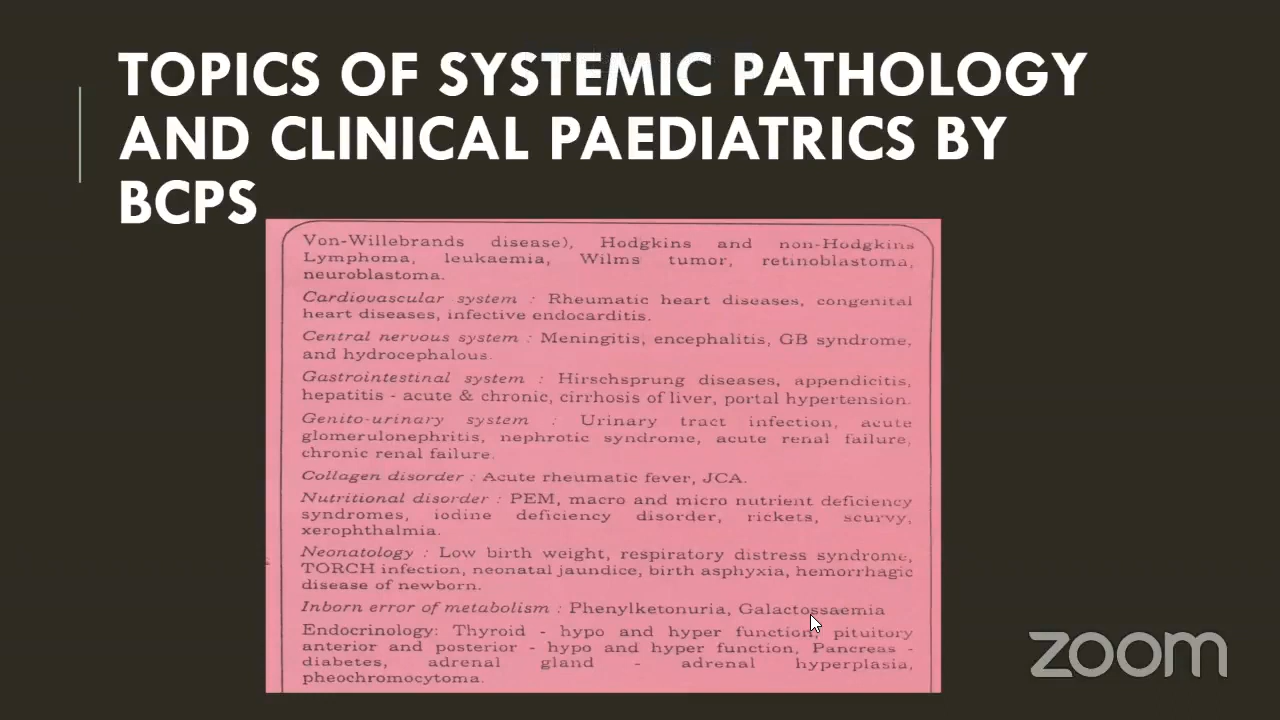 TOPICS OF SYSTEMIC PATHOLOGY
AND CLINICAL PAEDIATRICS BY
BCPS
Von-Willebrands disease), Hodgkins and non-Hodgkins
Lymphoma, leukaemia, Wilms tumor, retinoblastoma,
neuroblastoma.
Cardiovascular system : Rheumatic heart diseases, congenital
heart diseases, infective endocarditis.
Central nervous system : Meningitis, encephalitis, GB syndrome,
and hydrocephalous.
Gastrointestinal system : Hirschsprung diseases, appendicitis,
hepatitis - acute & chronic, cirrhosis of liver, portal hypertension.
Genito-urinary system : Urinary tract infection, acute
glomerulonephritis, nephrotic syndrome, acute renal failure,
chronic renal failure.
Collagen disorder : Acute rheumatic fever, JCA.
Nutritional disorder : PEM, macro and micro nutrient deficiency
syndromes, iodine deficiency disorder, rickets, scurvy,
xerophthalmia.
Neonatology : Low birth weight, respiratory distress syndrome,
TORCH infection, neonatal jaundice, birth asphyxia, hemorrhagic
disease of newborn.
Inborn error of metabolism : Phenylketonuria, Galactossaemia
Endocrinology: Thyroid - hypo and hyper function, pituitory
anterior and posterior - hypo and hyper function, Pancreas -
diabetes, adrenal gland - adrenal hyperplasia,
pheochromocytoma.
zoom